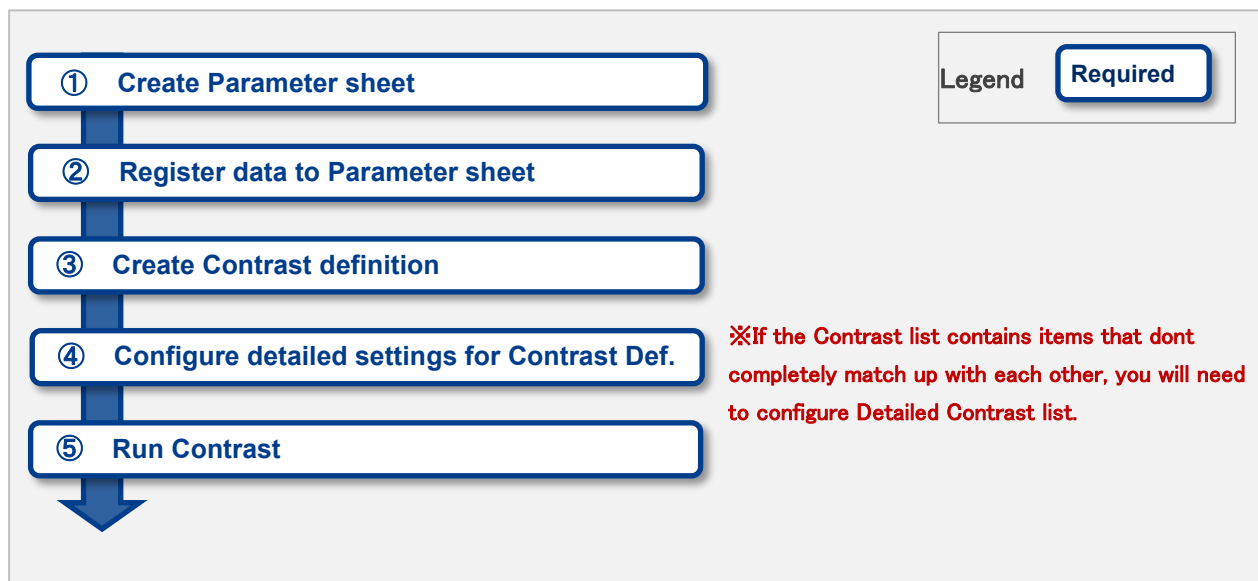 ① Create Parameter sheet
Legend
Required
② Register data to Parameter sheet
③ Create Contrast definition
④ Configure detailed settings for Contrast Def.
※If the Contrast list contains items that dont
completely match up with each other, you will need
to configure Detailed Contrast list.
⑤ Run Contrast